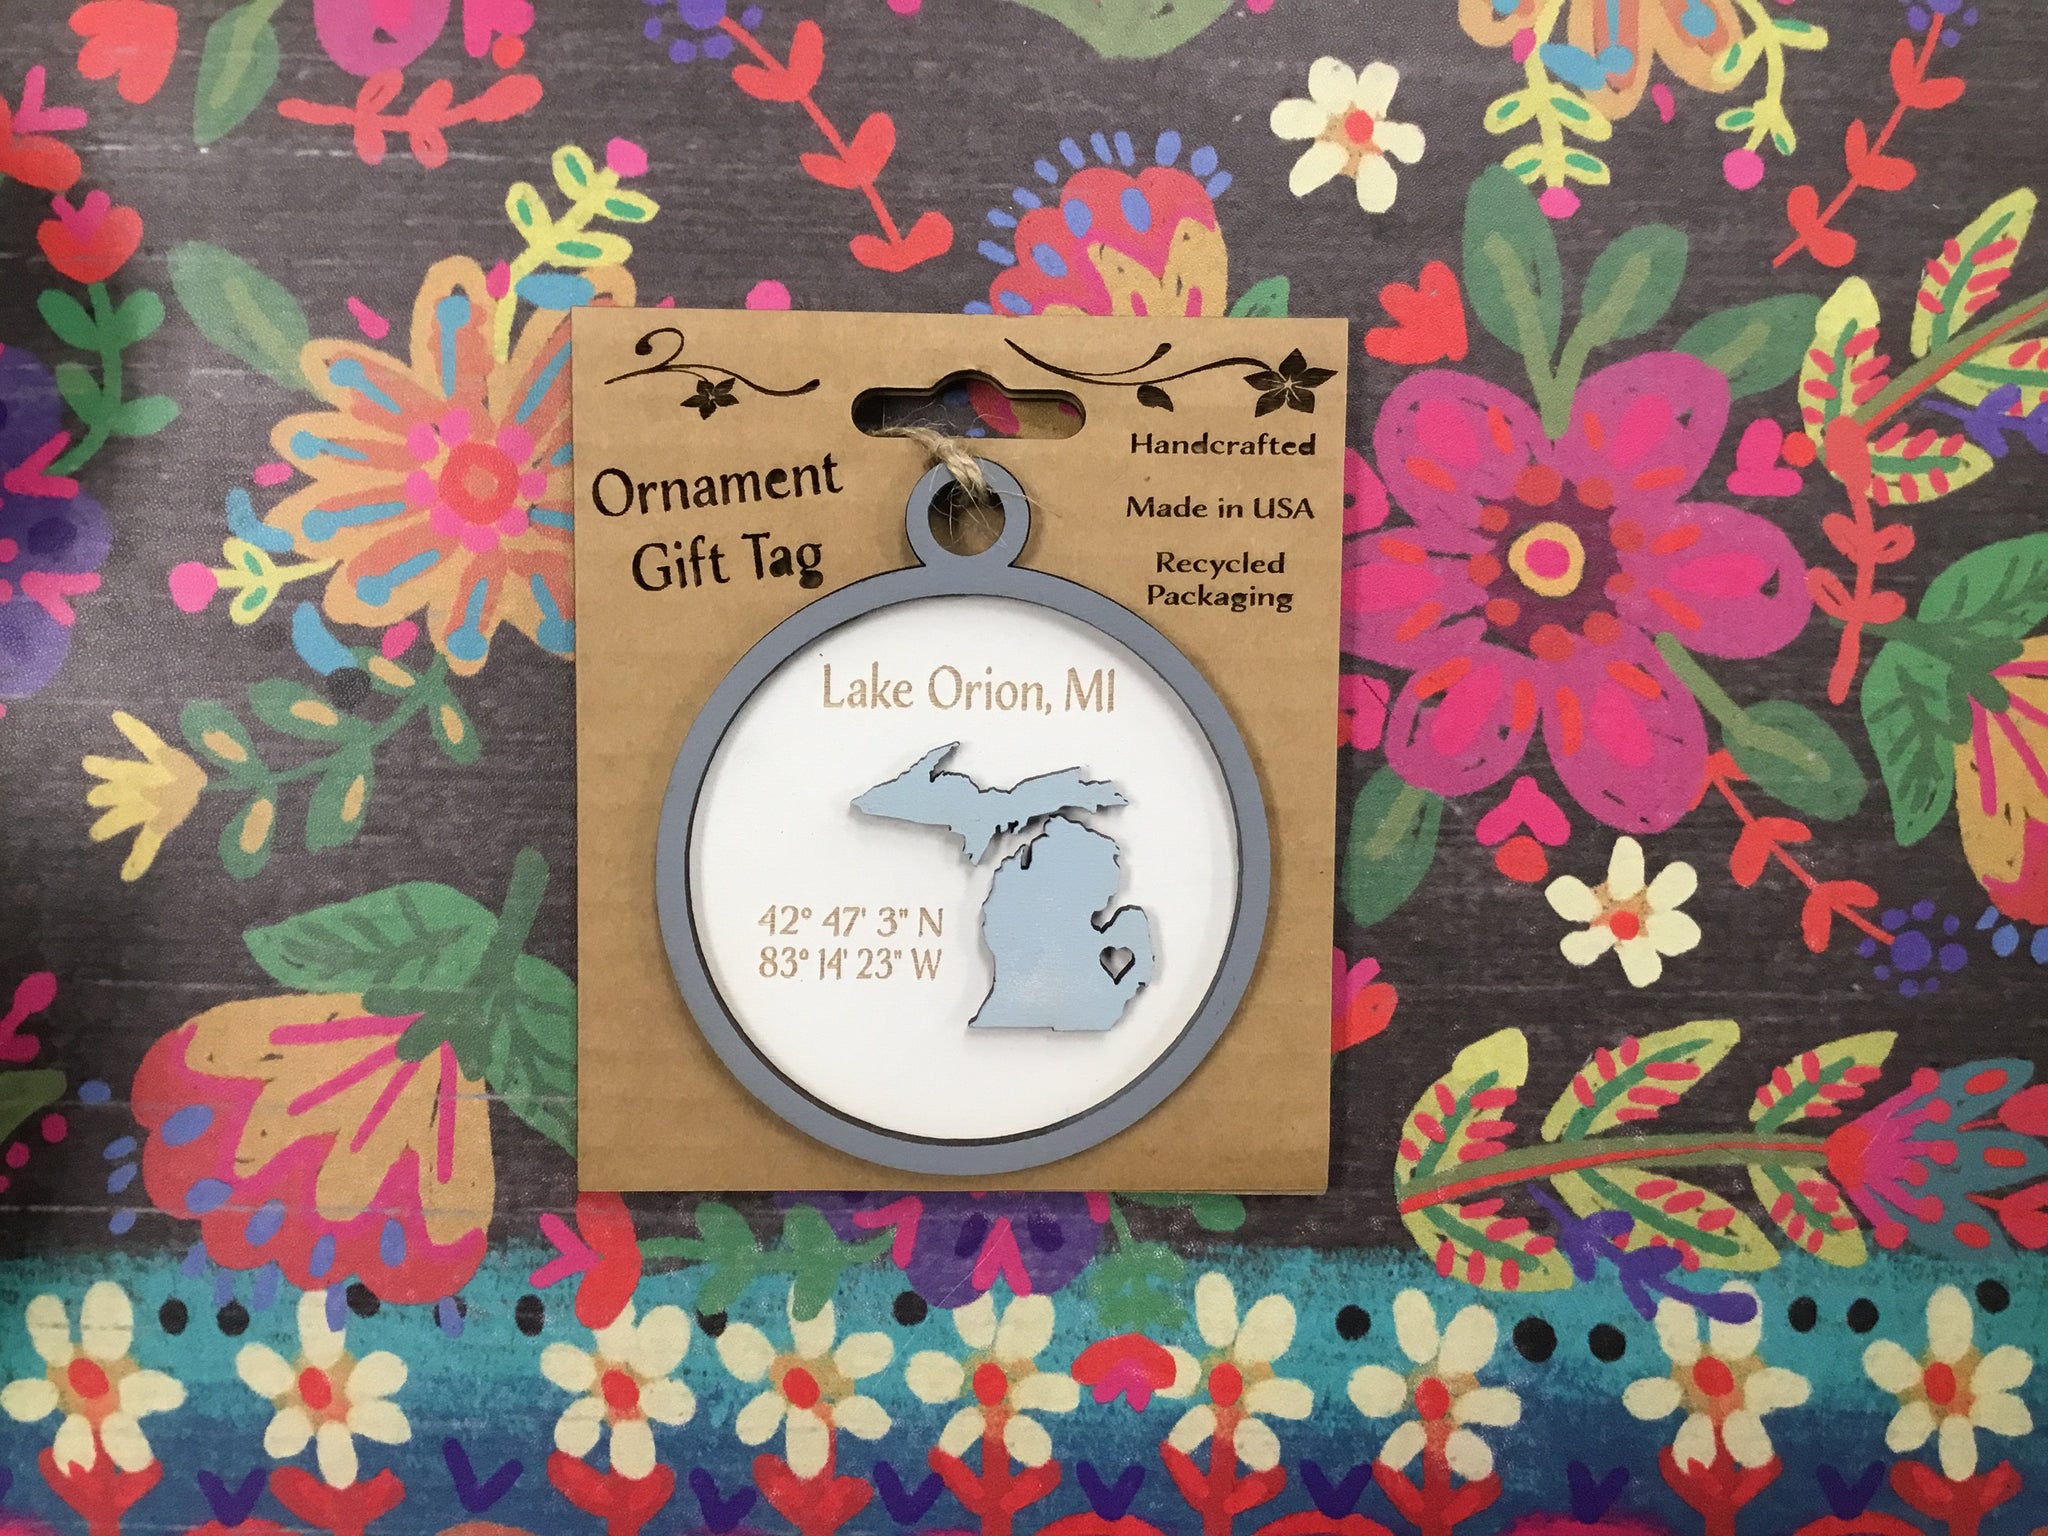 Ornament
Gift Tag
Handcrafted
Made in USA
Recycled
Packaging
Lake Orion, MI
42° 47' 3" N
83° 14' 23" W